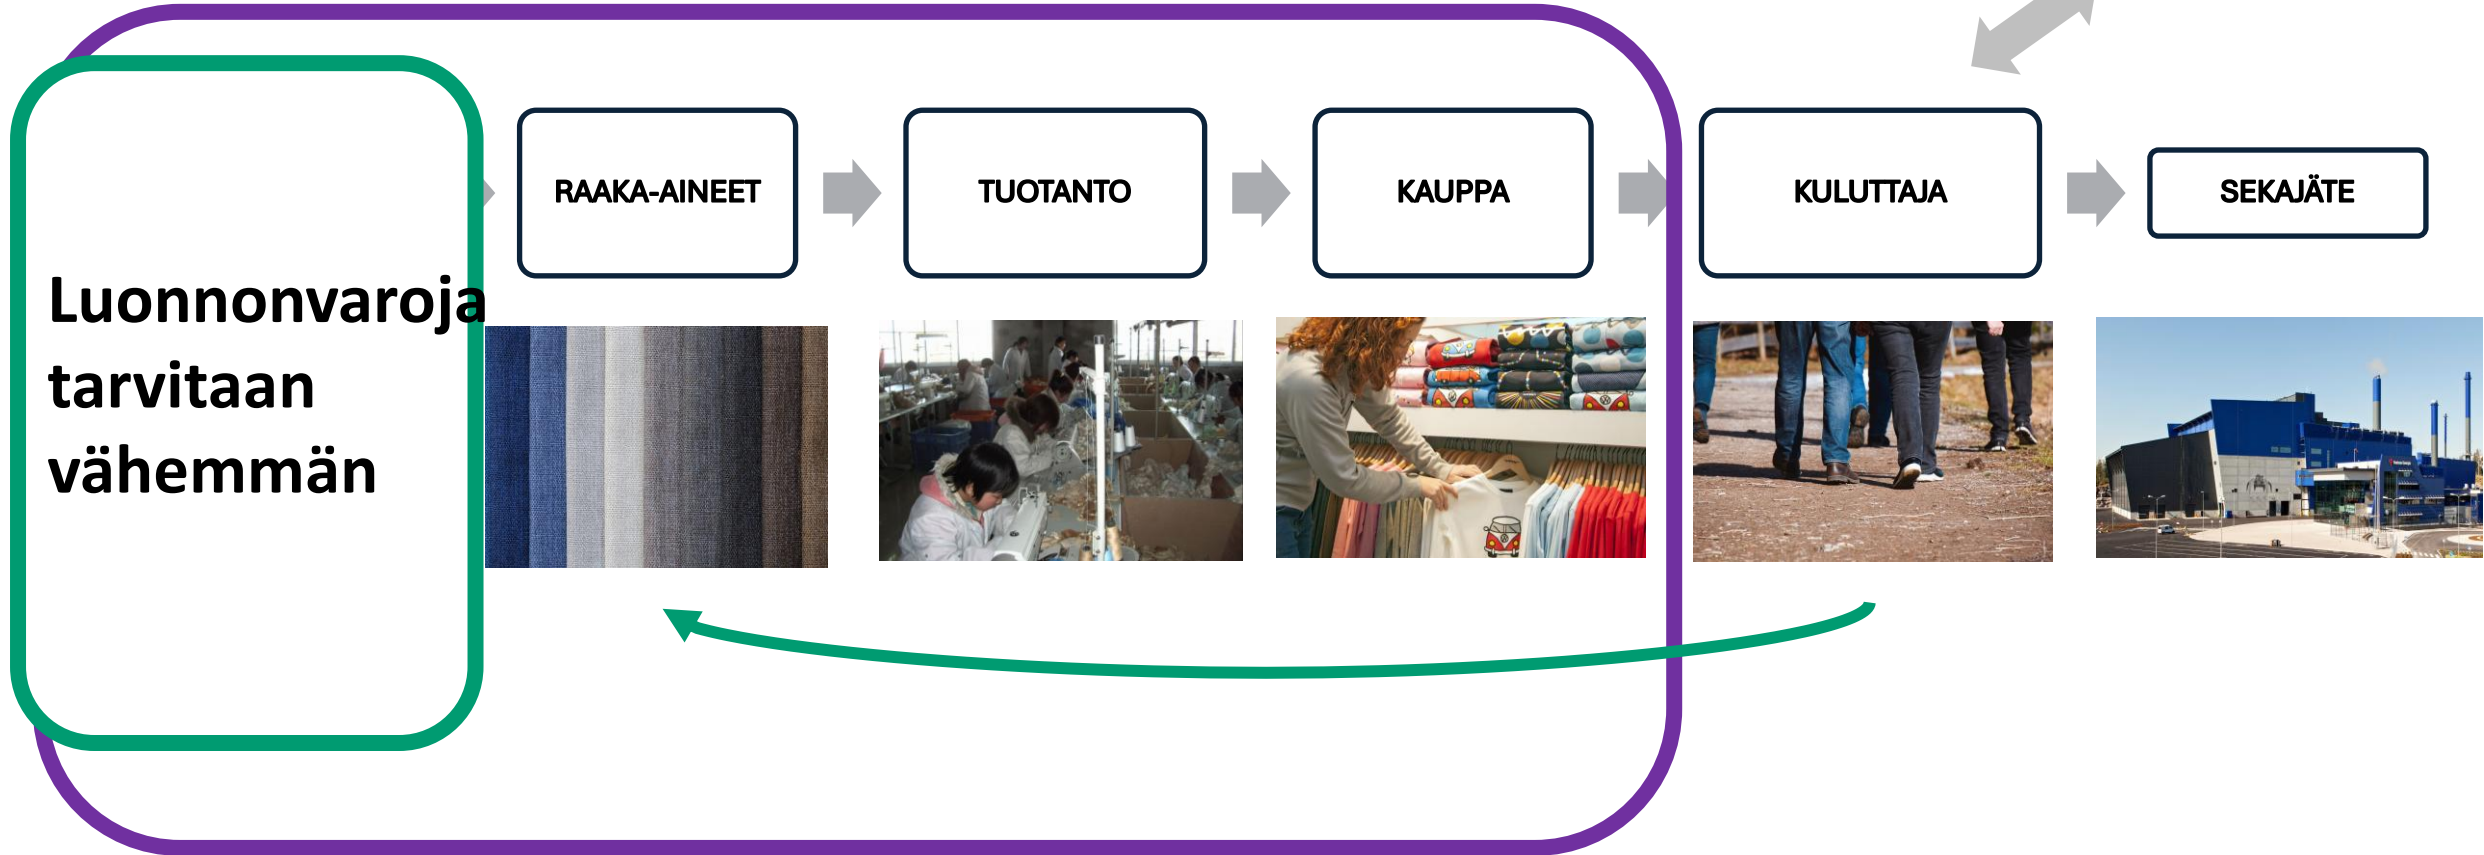 RAAKA-AINEET
TUOTANTO
KAUPPA
KULUTTAJA
SEKAJÄTE
Luonnonvaroja
tarvitaan
vähemmän